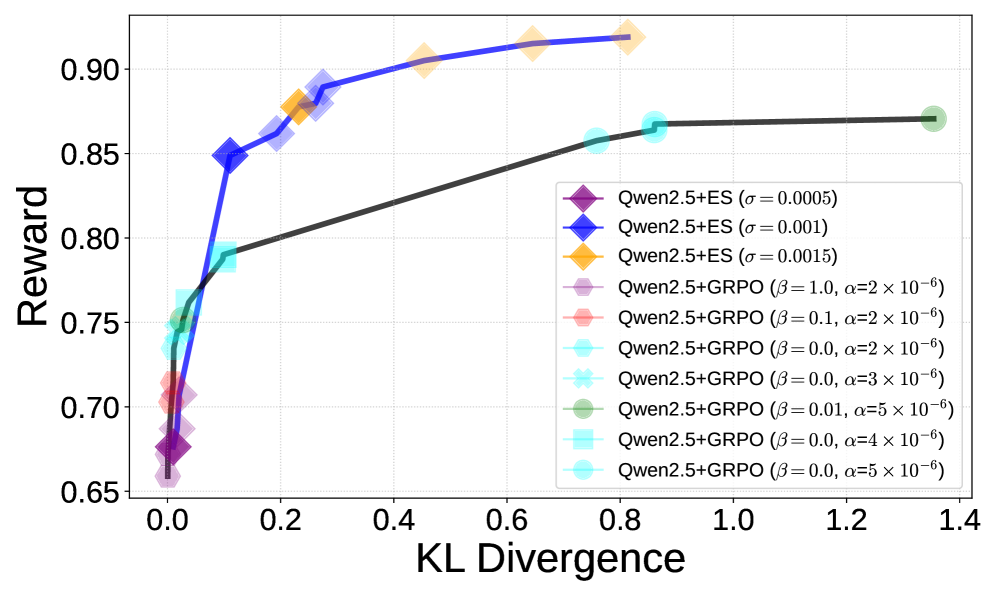 0.90
0.85
0.80
0.75
0.70
0.65
Reward
Qwen2.5+ES (σ = 0.0005)
Qwen2.5+ES (σ = 0.001)
Qwen2.5+ES (σ = 0.0015)
Qwen2.5+GRPO (β = 1.0, α=2 × 10⁻⁶)
Qwen2.5+GRPO (β = 0.1, α=2 × 10⁻⁶)
Qwen2.5+GRPO (β = 0.0, α=2 × 10⁻⁶)
Qwen2.5+GRPO (β = 0.0, α=3 × 10⁻⁶)
Qwen2.5+GRPO (β = 0.01, α=5 × 10⁻⁶)
Qwen2.5+GRPO (β = 0.0, α=4 × 10⁻⁶)
Qwen2.5+GRPO (β = 0.0, α=5 × 10⁻⁶)
0.0 0.2 0.4 0.6 0.8 1.0 1.2 1.4
KL Divergence